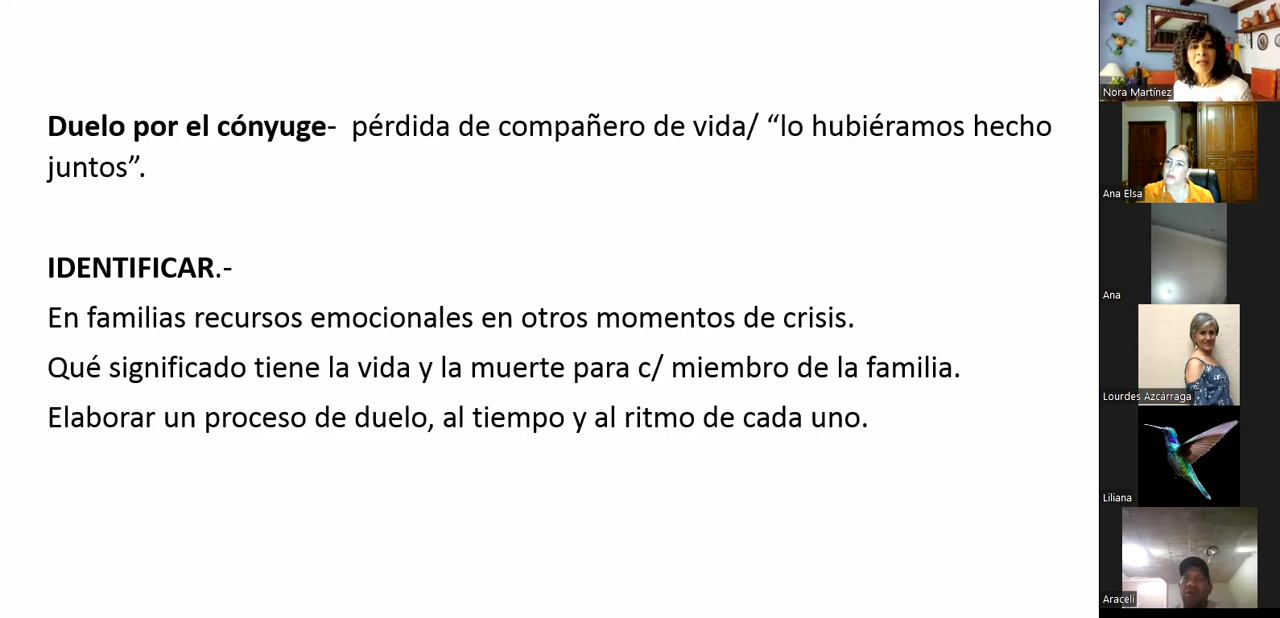 Duelo por el cónyuge-  pérdida de compañero de vida/ “lo hubiéramos hecho
juntos”.
IDENTIFICAR.-
En familias recursos emocionales en otros momentos de crisis.
Qué significado tiene la vida y la muerte para c/ miembro de la familia.
Elaborar un proceso de duelo, al tiempo y al ritmo de cada uno.
Nora Martínez
Ana Elsa
Ana
Lourdes Azcárraga
Liliana
Araceli